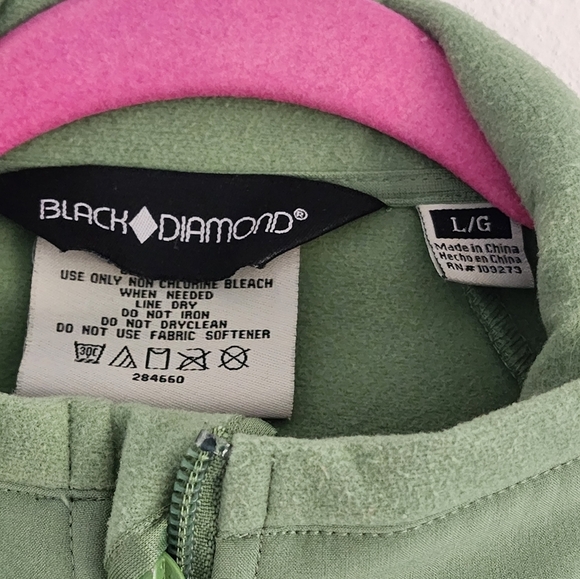 BLACK DIAMOND®
L/G
Made in China
Hecho en China
RN# 109273
USE ONLY NON CHLORINE BLEACH
WHEN NEEDED
LINE DRY
DO NOT IRON
DO NOT DRYCLEAN
DO NOT USE FABRIC SOFTENER
30C
284660